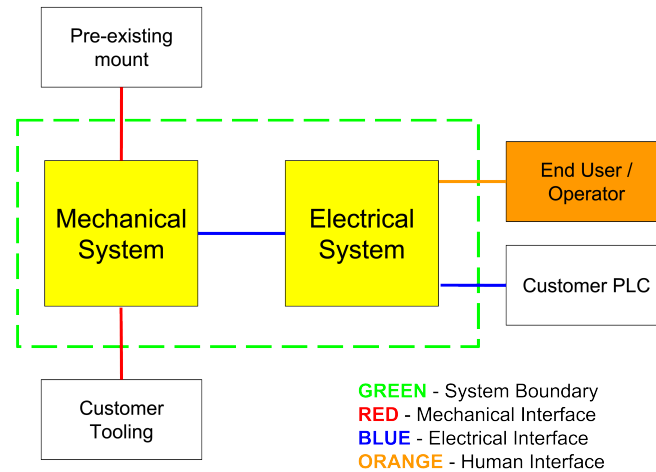 Pre-existing
mount
Mechanical
System
Electrical
System
End User /
Operator
Customer PLC
Customer
Tooling
GREEN - System Boundary
RED - Mechanical Interface
BLUE - Electrical Interface
ORANGE - Human Interface